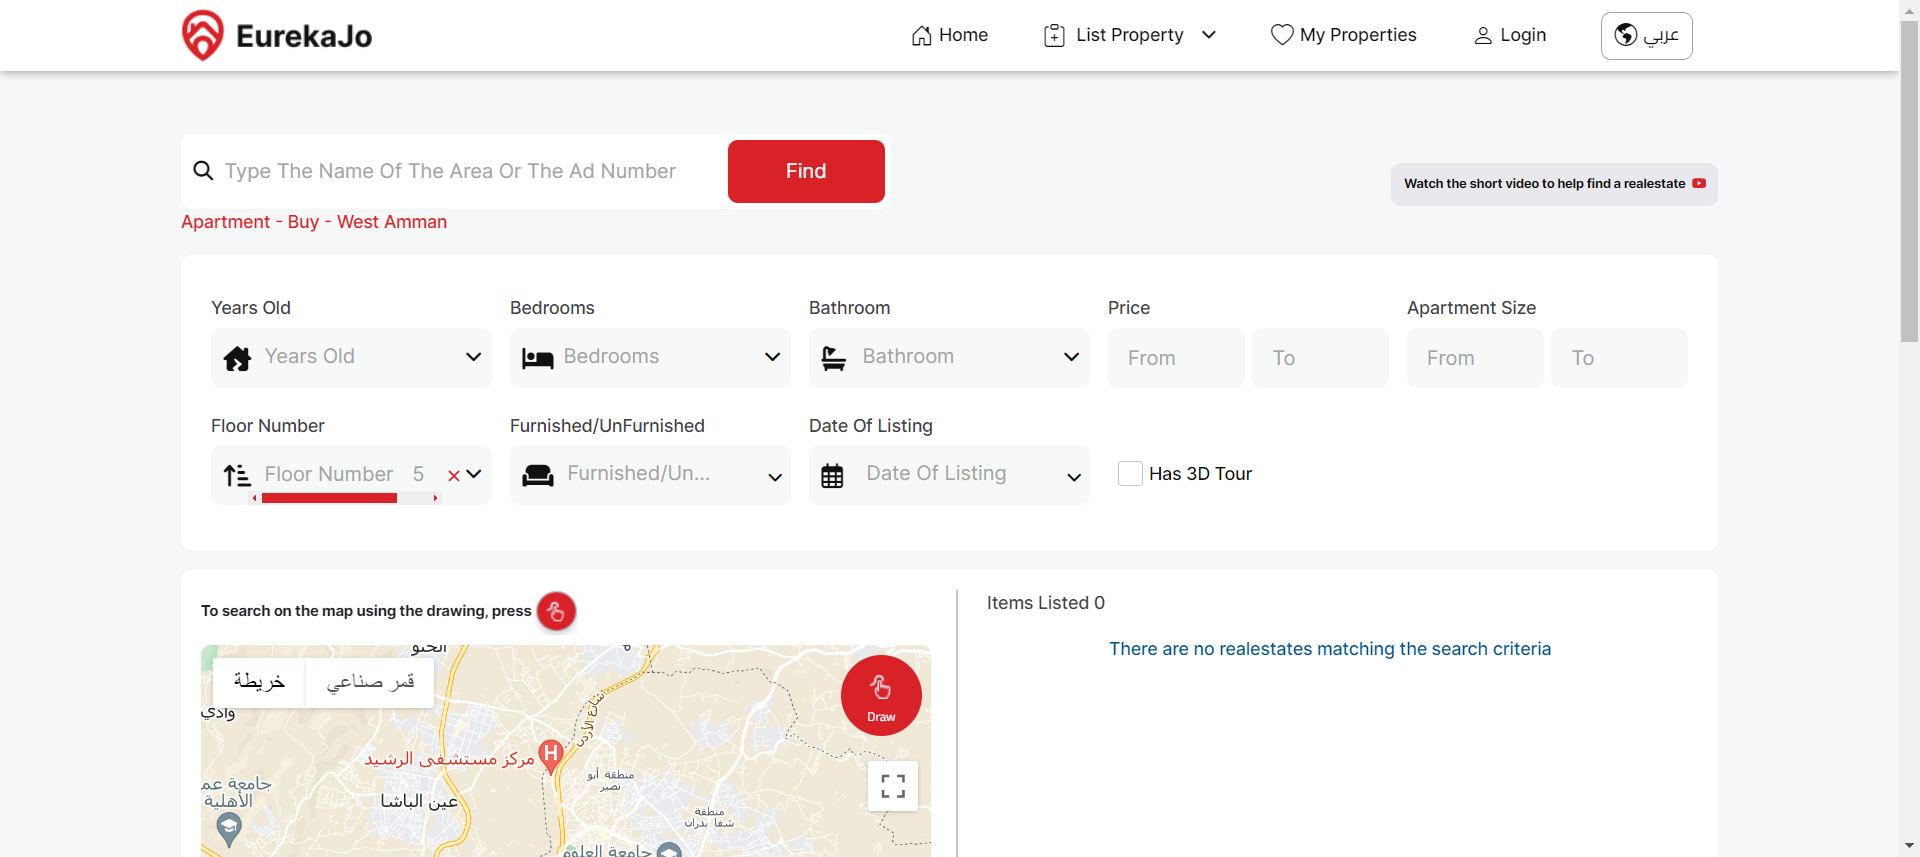 EurekaJo
Home
List Property
My Properties
Login
عربي
Type The Name Of The Area Or The Ad Number
Find
Watch the short video to help find a realestate
Apartment - Buy - West Amman
Years Old
Bedrooms
Bathroom
Price
Apartment Size
Years Old
Bedrooms
Bathroom
From
To
From
To
Floor Number
Furnished/UnFurnished
Date Of Listing
Floor Number 5
Furnished/Un...
Date Of Listing
Has 3D Tour
To search on the map using the drawing, press
Items Listed 0
There are no realestates matching the search criteria
خريطة
قمر صناعي
Draw
وادي
شارع الأردن
مركز مستشفى الرشيد
H
منطقة أبو
نصير
جامعة عم
الأهلية
عين الباشا
منطقة
شفا بدران
جامعة العلوم